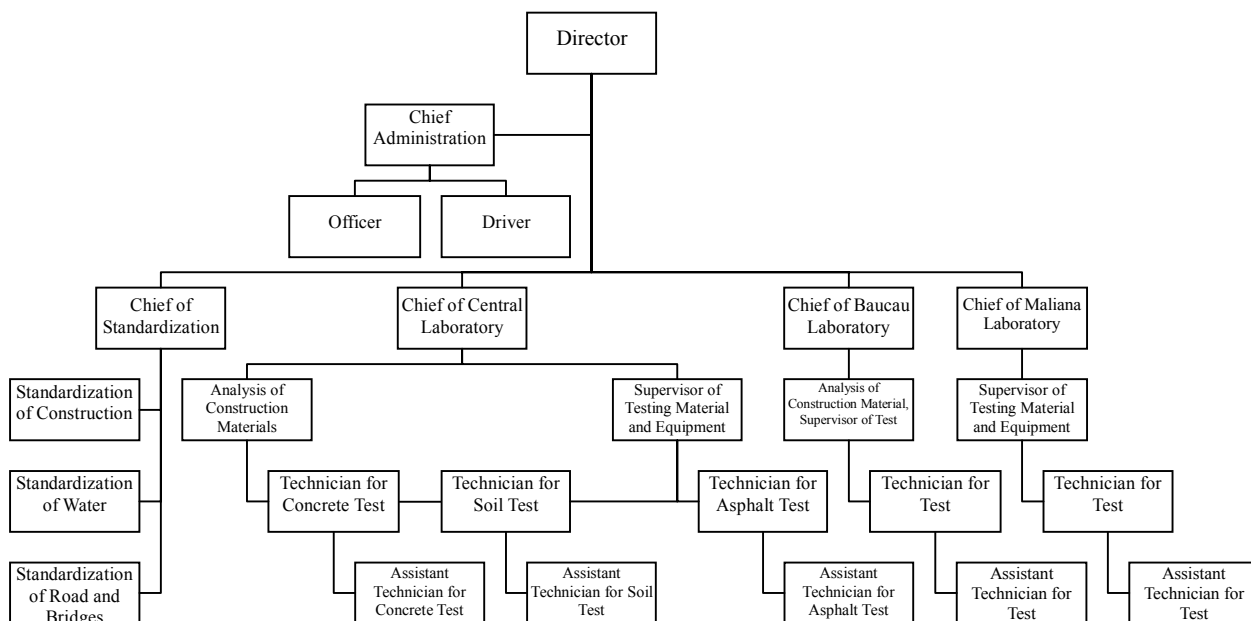 Director
Chief
Administration
Officer
Driver
Chief of
Standardization
Chief of Central
Laboratory
Chief of Baucau
Laboratory
Chief of Maliana
Laboratory
Standardization
of Construction
Analysis of
Construction
Materials
Supervisor of
Testing Material
and Equipment
Analysis of
Construction Material,
Supervisor of Test
Supervisor of
Testing Material
and Equipment
Standardization
of Water
Technician for
Concrete Test
Technician for
Soil Test
Technician for
Asphalt Test
Technician for
Test
Technician for
Test
Standardization
of Road and
Bridges
Assistant
Technician for
Concrete Test
Assistant
Technician for Soil
Test
Assistant
Technician for
Asphalt Test
Assistant
Technician for
Test
Assistant
Technician for
Test